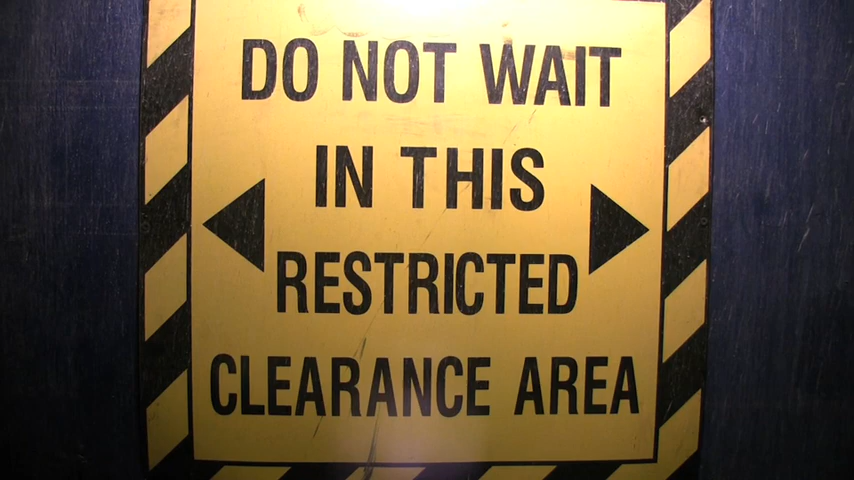 DO NOT WAIT
IN THIS
RESTRICTED
CLEARANCE AREA